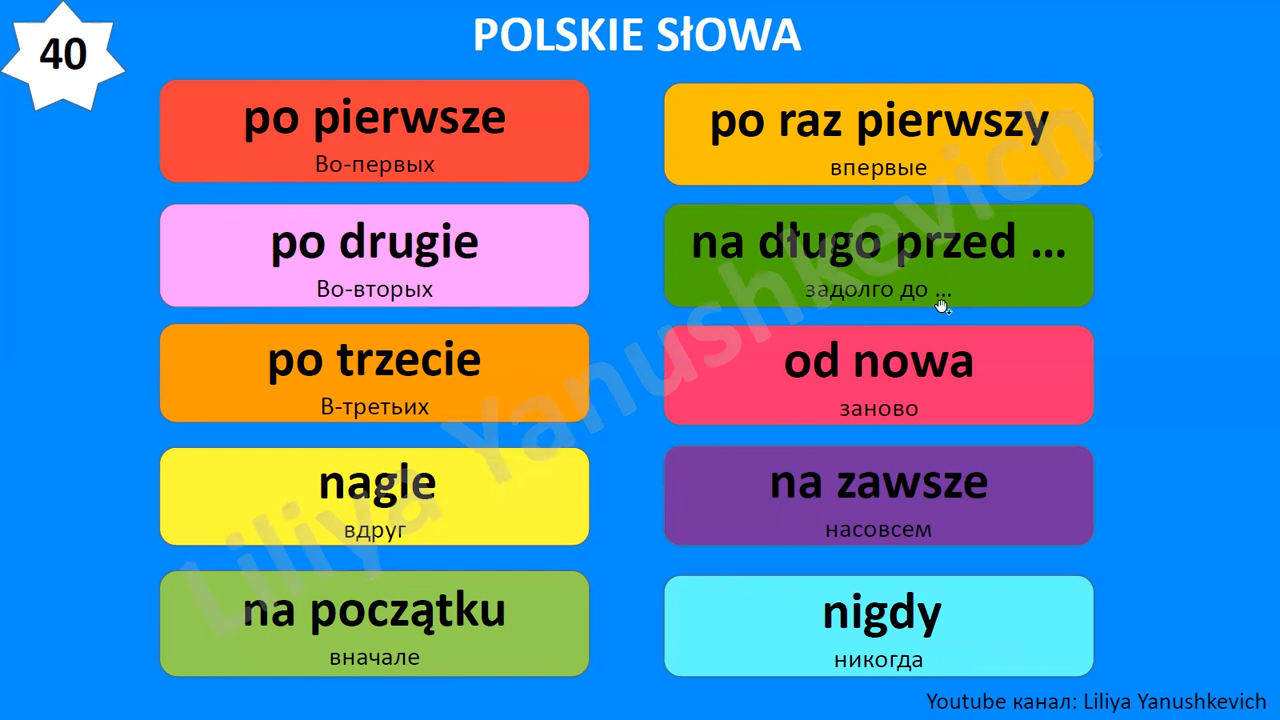 40
POLSKIE SłOWA
po pierwsze
Во-первых
po raz pierwszy
впервые
po drugie
Во-вторых
na długo przed ...
задолго до ...
po trzecie
В-третьих
od nowa
заново
nagle
вдруг
na zawsze
насовсем
na początku
вначале
nigdy
никогда
Liliya Yanushkevich
Youtube канал: Liliya Yanushkevich